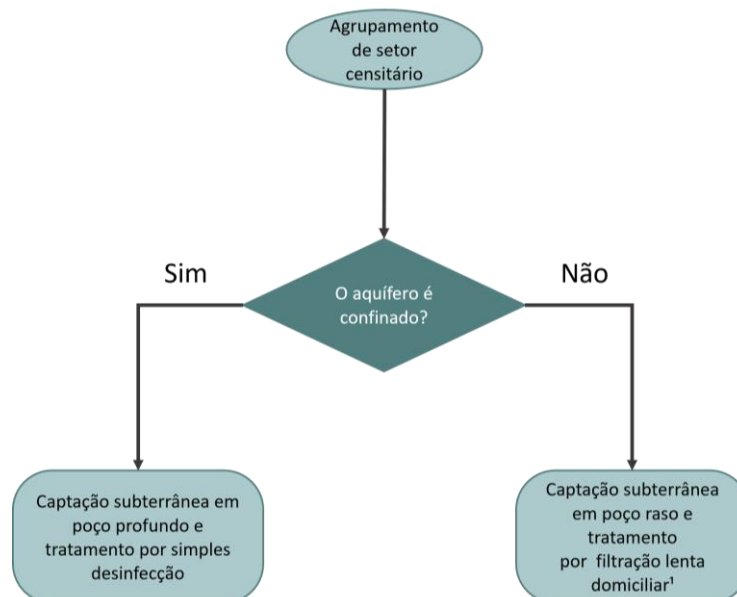 Agrupamento
de setor
censitário
Sim
Não
O aquífero é
confinado?
Captação subterrânea em
poço profundo e
tratamento por simples
desinfecção
Captação subterrânea
em poço raso e
tratamento
por filtração lenta
domiciliar¹